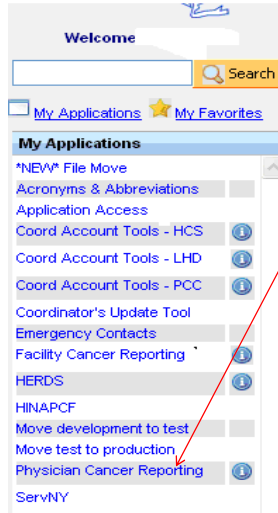 Welcome
Search
My Applications My Favorites
My Applications
*NEW* File Move
Acronyms & Abbreviations
Application Access
Coord Account Tools - HCS
Coord Account Tools - LHD
Coord Account Tools - PCC
Coordinator's Update Tool
Emergency Contacts
Facility Cancer Reporting
HERDS
HINAPCF
Move development to test
Move test to production
Physician Cancer Reporting
ServNY